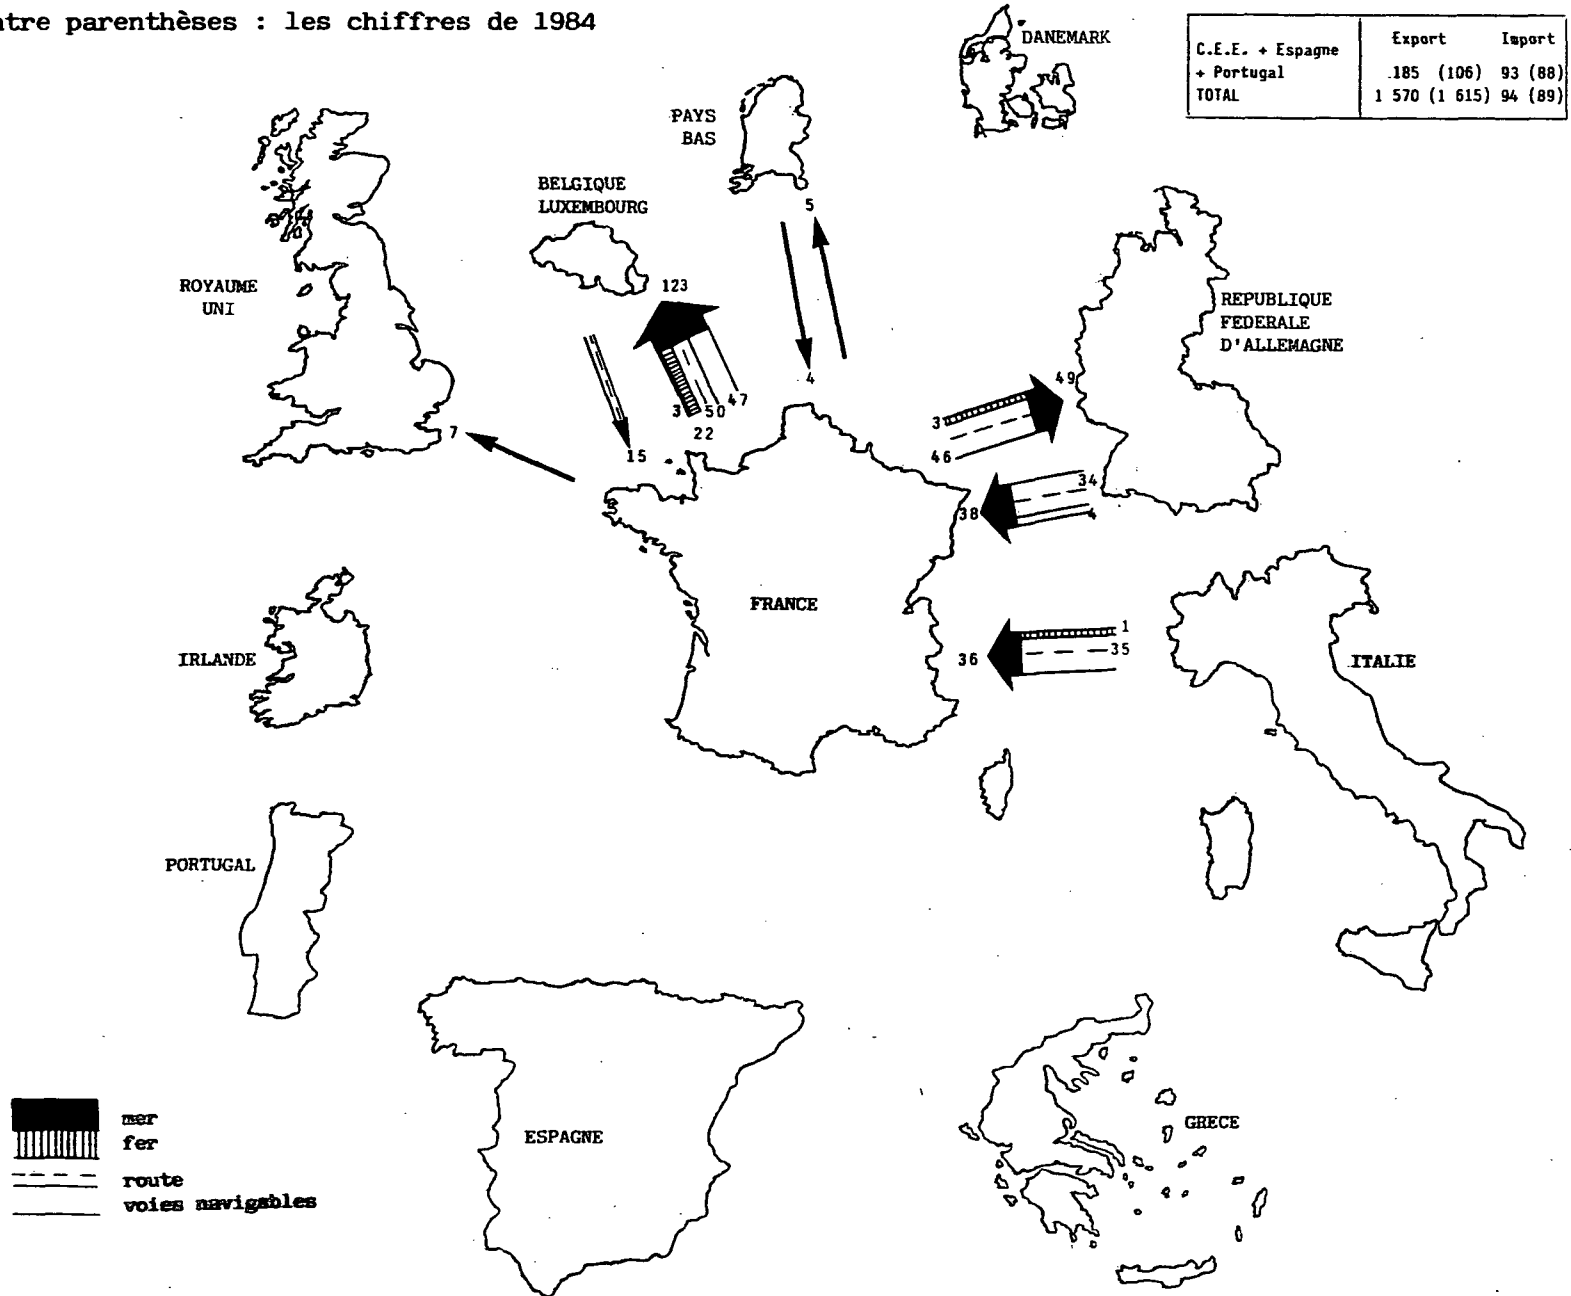 ntre parenthèses : les chiffres de 1984
DANEMARK
Export Import
C.E.E. + Espagne
+ Portugal 185 (106) 93 (88)
TOTAL 1 570 (1 615) 94 (89)
PAYS
BAS
5
BELGIQUE
LUXEMBOURG
ROYAUME
UNI
123
REPUBLIQUE
FEDERALE
D'ALLEMAGNE
4
49
3 50 47
22
3
46
7
15
34
38
4
FRANCE
1
35
36
IRLANDE
ITALIE
PORTUGAL
mer
fer
route
voies navigables
ESPAGNE
GRECE